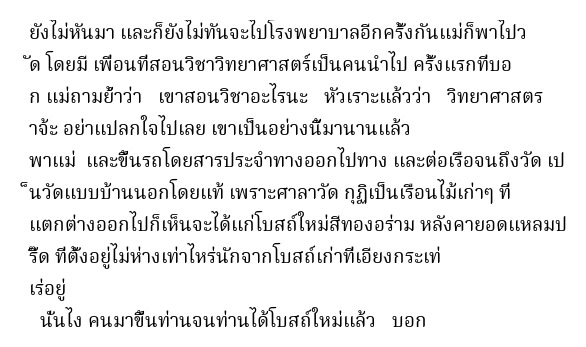 ยังไม่หันมา และก็ยังไม่ทันจะไปโรงพยาบาลอีกครั้งกันแม่ก็พาไปว
ัด โดยมี เพื่อนที่สอนวิชาวิทยาศาสตร์เป็นคนนำไป ครั้งแรกที่บอ
ก แม่ถามย้ำว่า   เขาสอนวิชาอะไรนะ   หัวเราะแล้วว่า   วิทยาศาสตร
าจ้ะ อย่าแปลกใจไปเลย เขาเป็นอย่างนี้มานานแล้ว
พาแม่  และขึ้นรถโดยสารประจำทางออกไปทาง และต่อเรือจนถึงวัด เป
็นวัดแบบบ้านนอกโดยแท้ เพราะศาลาวัด กุฏิเป็นเรือนไม้เก่าๆ ที่
แตกต่างออกไปก็เห็นจะได้แก่โบสถ์ใหม่สีทองอร่าม หลังคายอดแหลมป
รี๊ด ที่ตั้งอยู่ไม่ห่างเท่าไหร่นักจากโบสถ์เก่าที่เอียงกระเท่
เร่อยู่
นั่นไง คนมาขึ้นท่านจนท่านได้โบสถ์ใหม่แล้ว   บอก